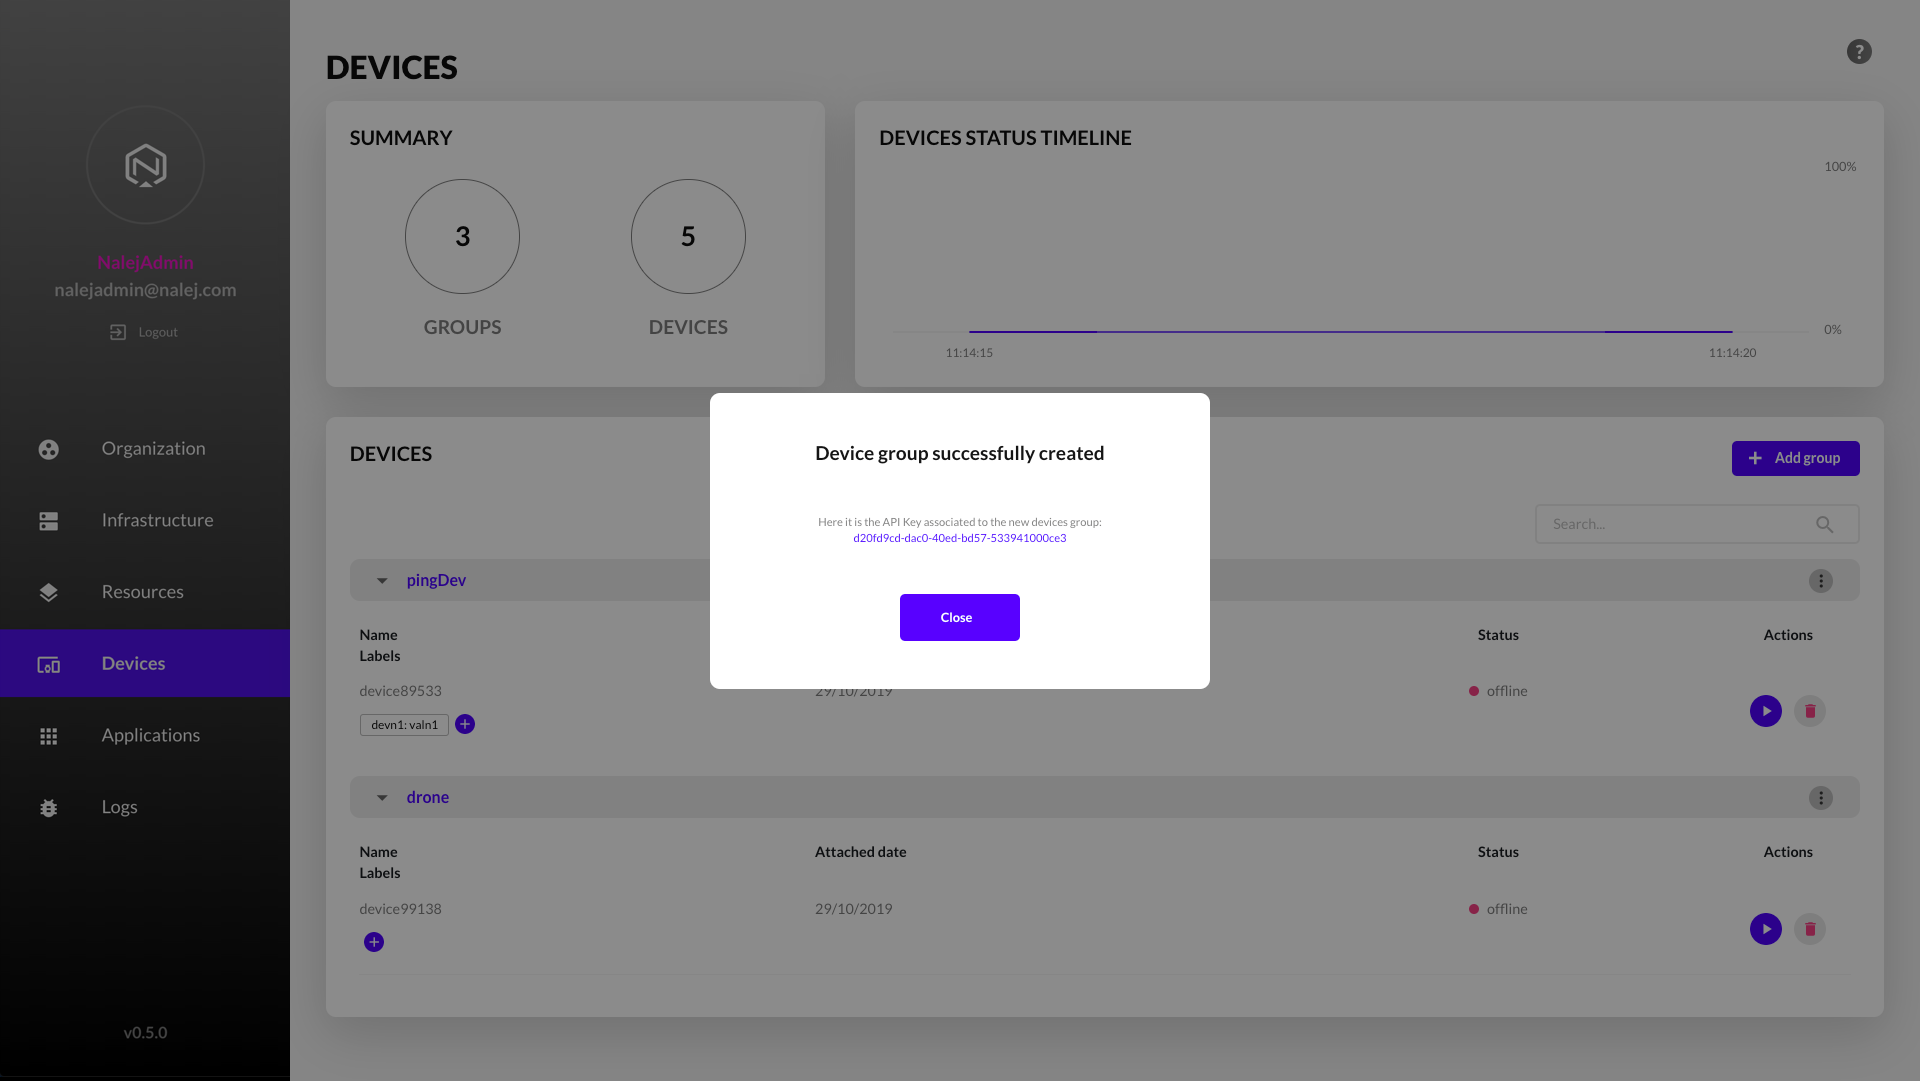 NalejAdmin
nalejadmin@nalej.com
Logout
Organization
Infrastructure
Resources
Devices
Applications
Logs
v0.5.0
DEVICES
?
SUMMARY
3
5
GROUPS
DEVICES
DEVICES STATUS TIMELINE
100%
0%
11:14:15
11:14:20
DEVICES
+ Add group
Search...
Device group successfully created
Here it is the API Key associated to the new devices group:
d20fd9cd-dac0-40ed-bd57-533941000ce3
Close
pingDev
Name
Status
Actions
Labels
device89533
29/10/2019
offline
devn1: valn1
drone
Name
Attached date
Status
Actions
Labels
device99138
29/10/2019
offline